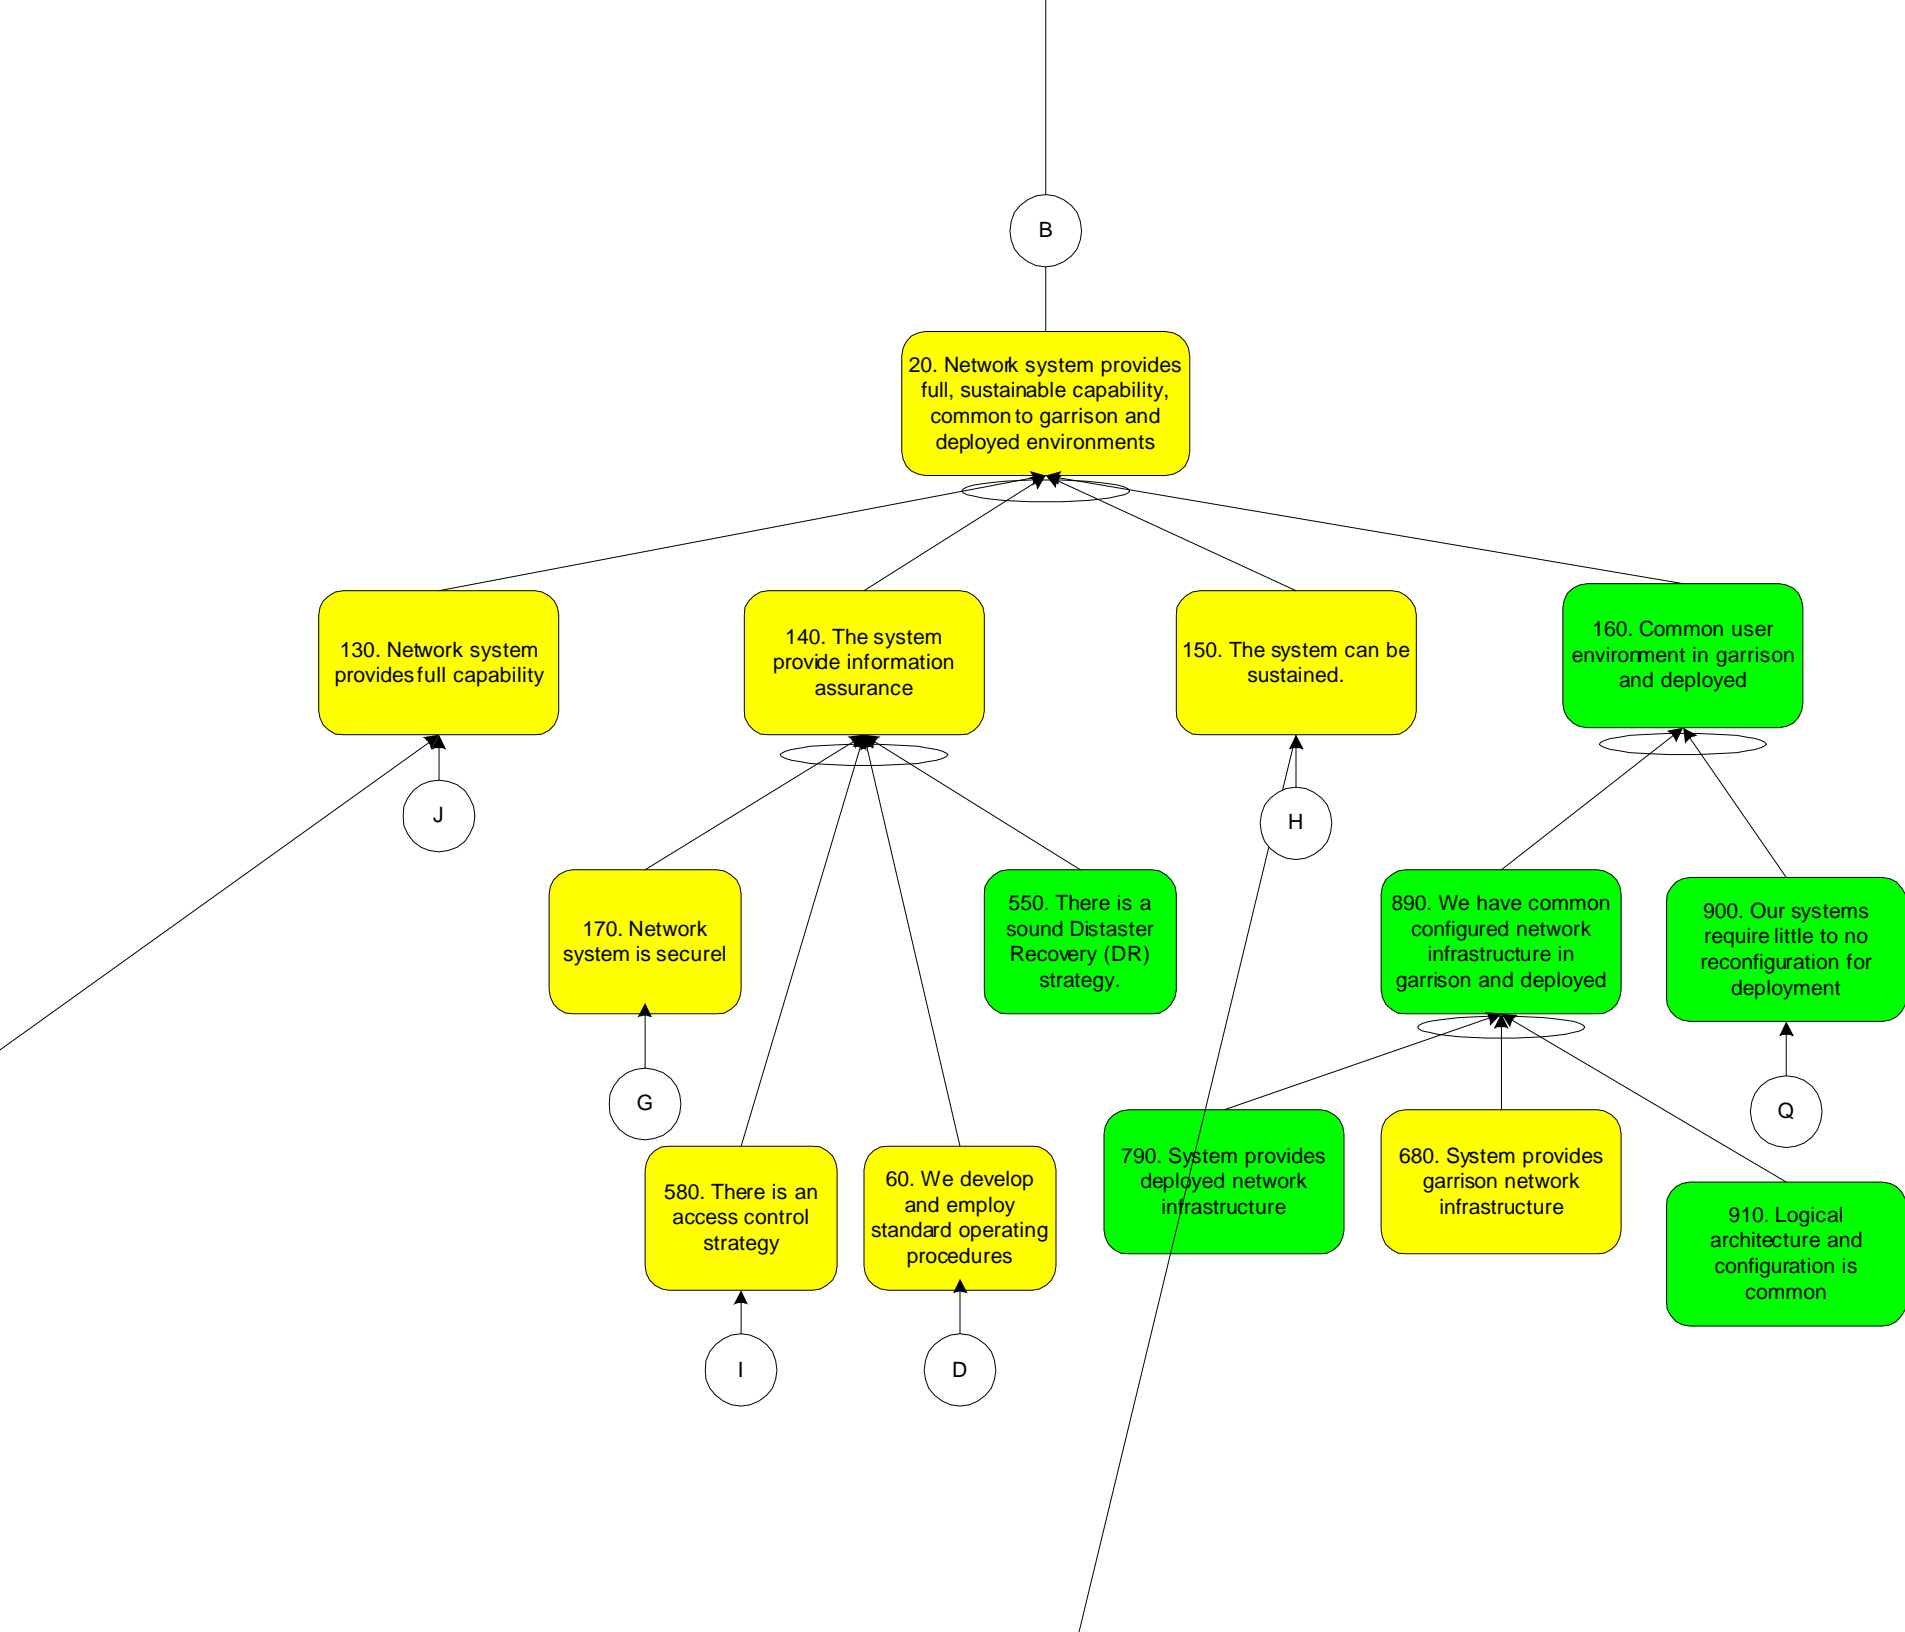 B
20. Network system provides
full, sustainable capability,
common to garrison and
deployed environments
130. Network system
provides full capability
140. The system
provide information
assurance
150. The system can be
sustained.
160. Common user
environment in garrison
and deployed
J
H
170. Network
system is securel
550. There is a
sound Distaster
Recovery (DR)
strategy.
890. We have common
configured network
infrastructure in
garrison and deployed
900. Our systems
require little to no
reconfiguration for
deployment
G
Q
580. There is an
access control
strategy
60. We develop
and employ
standard operating
procedures
790. System provides
deployed network
infrastructure
680. System provides
garrison network
infrastructure
910. Logical
architecture and
configuration is
common
I
D